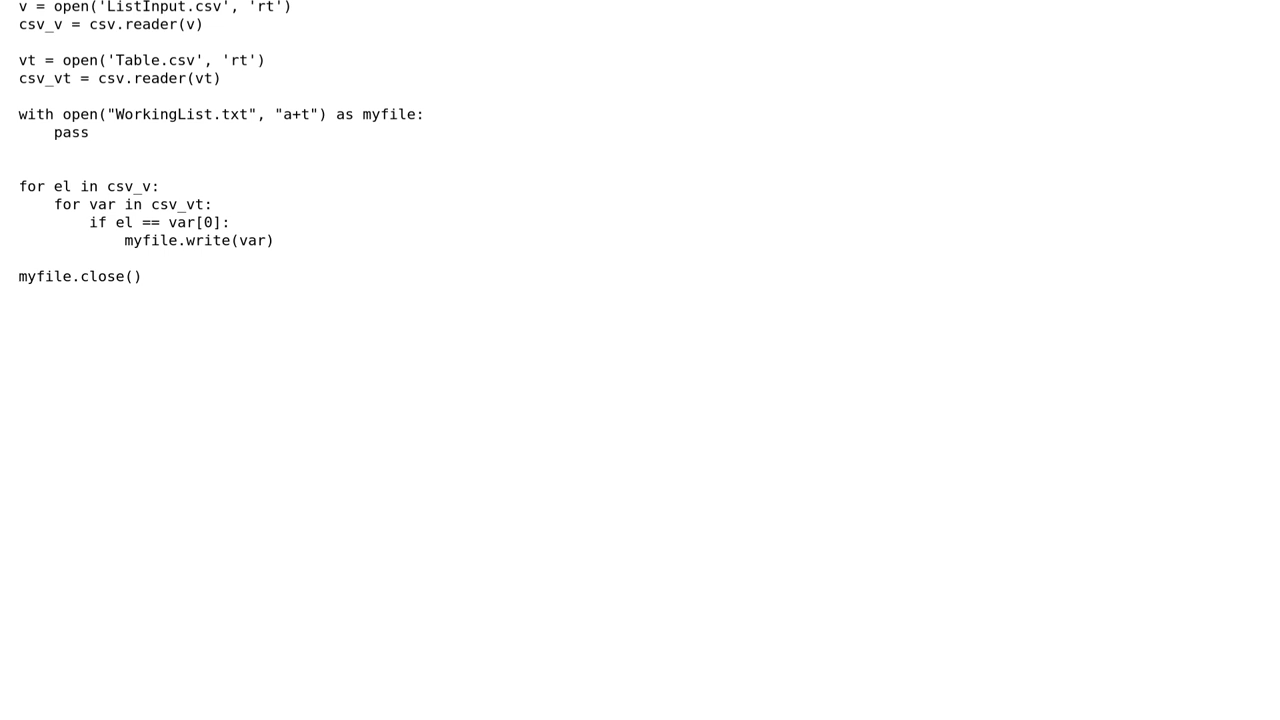 v = open('ListInput.csv', 'rt')
csv_v = csv.reader(v)

vt = open('Table.csv', 'rt')
csv_vt = csv.reader(vt)

with open("WorkingList.txt", "a+t") as myfile:
    pass


for el in csv_v:
    for var in csv_vt:
        if el == var[0]:
            myfile.write(var)

myfile.close()